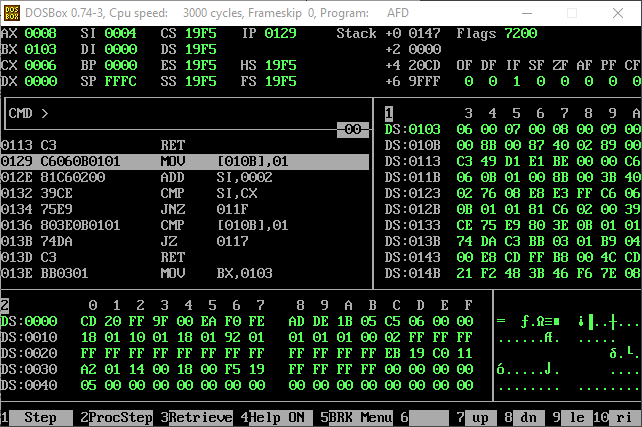 DOSBox 0.74-3, Cpu speed: 3000 cycles, Frameskip 0, Program: AFD
AX 0008 SI 0004 CS 19F5 IP 0129 Stack +0 0147 Flags 7200
BX 0103 DI 0000 DS 19F5 +2 0000
CX 0006 BP 0000 ES 19F5 HS 19F5 +4 20CD OF DF IF SF ZF AF PF CF
DX 0000 SP FFFC SS 19F5 FS 19F5 +6 9FFF 0 0 1 0 0 0 0 0
CMD >
00
0113 C3 RET
0129 C6060B0101 MOV [010B],01
012E 81C60200 ADD SI,0002
0132 39CE CMP SI,CX
0134 75E9 JNZ 011F
0136 803E0B0101 CMP [010B],01
013B 74DA JZ 0117
013D C3 RET
013E BB0301 MOV BX,0103
1 3 4 5 6 7 8 9 A
DS:0103 06 00 07 00 08 00 09 00
DS:010B 00 8B 00 87 40 02 89 00
DS:0113 C3 49 D1 E1 BE 00 00 C6
DS:011B 06 0B 01 00 8B 00 3B 40
DS:0123 02 76 08 E8 E3 FF C6 06
DS:012B 0B 01 01 81 C6 02 00 39
DS:0133 CE 75 E9 80 3E 0B 01 01
DS:013B 74 DA C3 BB 03 01 B9 04
DS:0143 00 E8 CD FF B8 00 4C CD
DS:014B 21 F2 48 3B 46 F6 7E 08
2 0 1 2 3 4 5 6 7 8 9 A B C D E F
DS:0000 CD 20 FF 9F 00 EA F0 FE AD DE 1B 05 C5 06 00 00
DS:0010 18 01 10 01 18 01 92 01 01 01 01 00 02 FF FF FF
DS:0020 FF FF FF FF FF FF FF FF FF FF FF FF EB 19 C0 11
DS:0030 A2 01 14 00 18 00 F5 19 FF FF FF FF 00 00 00 00
DS:0040 05 00 00 00 00 00 00 00 00 00 00 00 00 00 00 00
1 Step 2 ProcStep 3 Retrieve 4 Help ON 5 BRK Menu 6 7 up 8 dn 9 le 10 ri